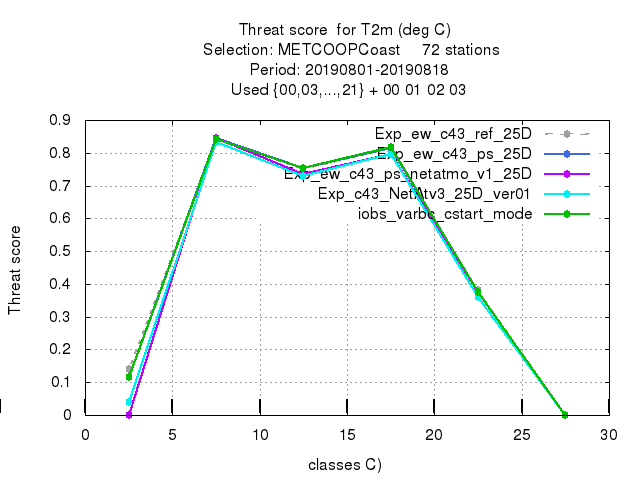 Threat score for T2m (deg C)
Selection: METCOOPCoast 72 stations
Period: 20190801-20190818
Used {00,03,...,21} + 00 01 02 03
Exp_ew_c43_ref_25D
Exp_ew_c43_ps_25D
Exp_ew_c43_ps_netatmo_v1_25D
Exp_c43_NetAtv3_25D_ver01
iobs_varbc_cstart_mode
0.9
0.8
0.7
0.6
0.5
0.4
0.3
0.2
0.1
0
Threat score
0 5 10 15 20 25 30
classes C)